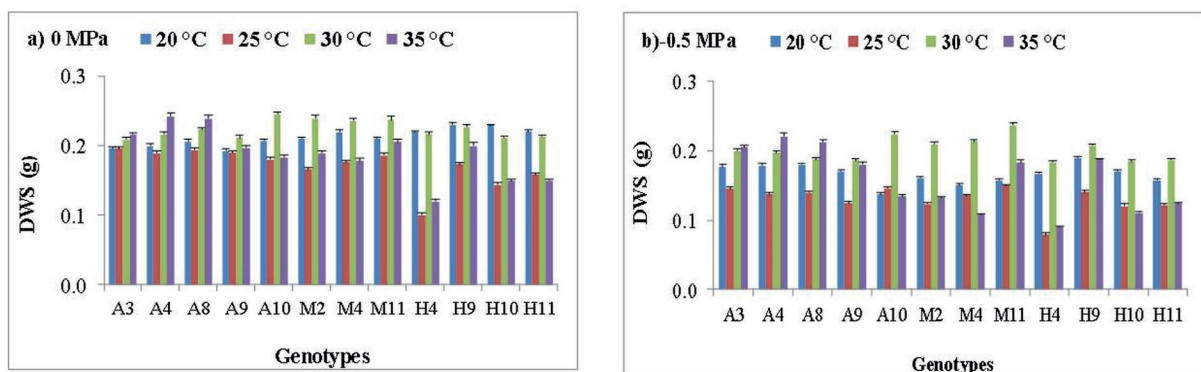 a) 0 MPa 20 °C 25 °C 30 °C 35 °C
0.3
0.2
0.1
0.0
DWS (g)
A3 A4 A8 A9 A10 M2 M4 M11 H4 H9 H10 H11
Genotypes
b)-0.5 MPa 20 °C 25 °C 30 °C 35 °C
0.3
0.2
0.1
0.0
DWS (g)
A3 A4 A8 A9 A10 M2 M4 M11 H4 H9 H10 H11
Genotypes